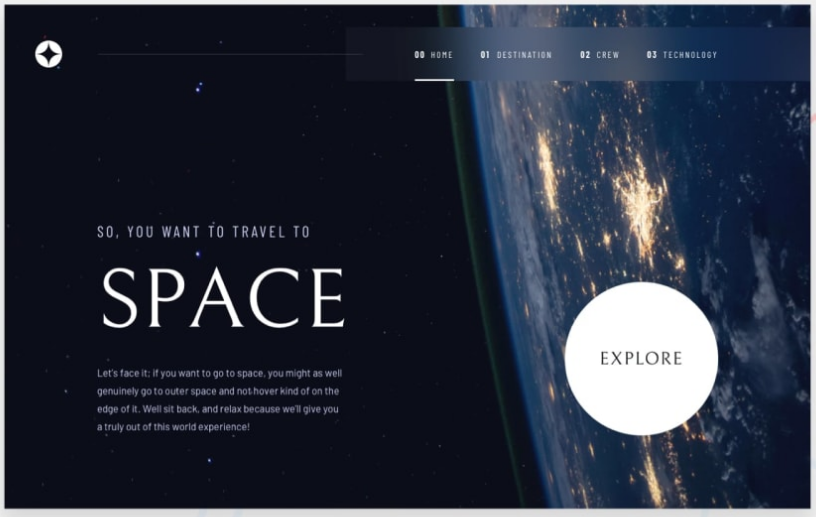 00 HOME 01 DESTINATION 02 CREW 03 TECHNOLOGY
SO, YOU WANT TO TRAVEL TO
SPACE
Let's face it; if you want to go to space, you might as well
genuinely go to outer space and not hover kind of on the
edge of it. Well sit back, and relax because we'll give you
a truly out of this world experience!
EXPLORE